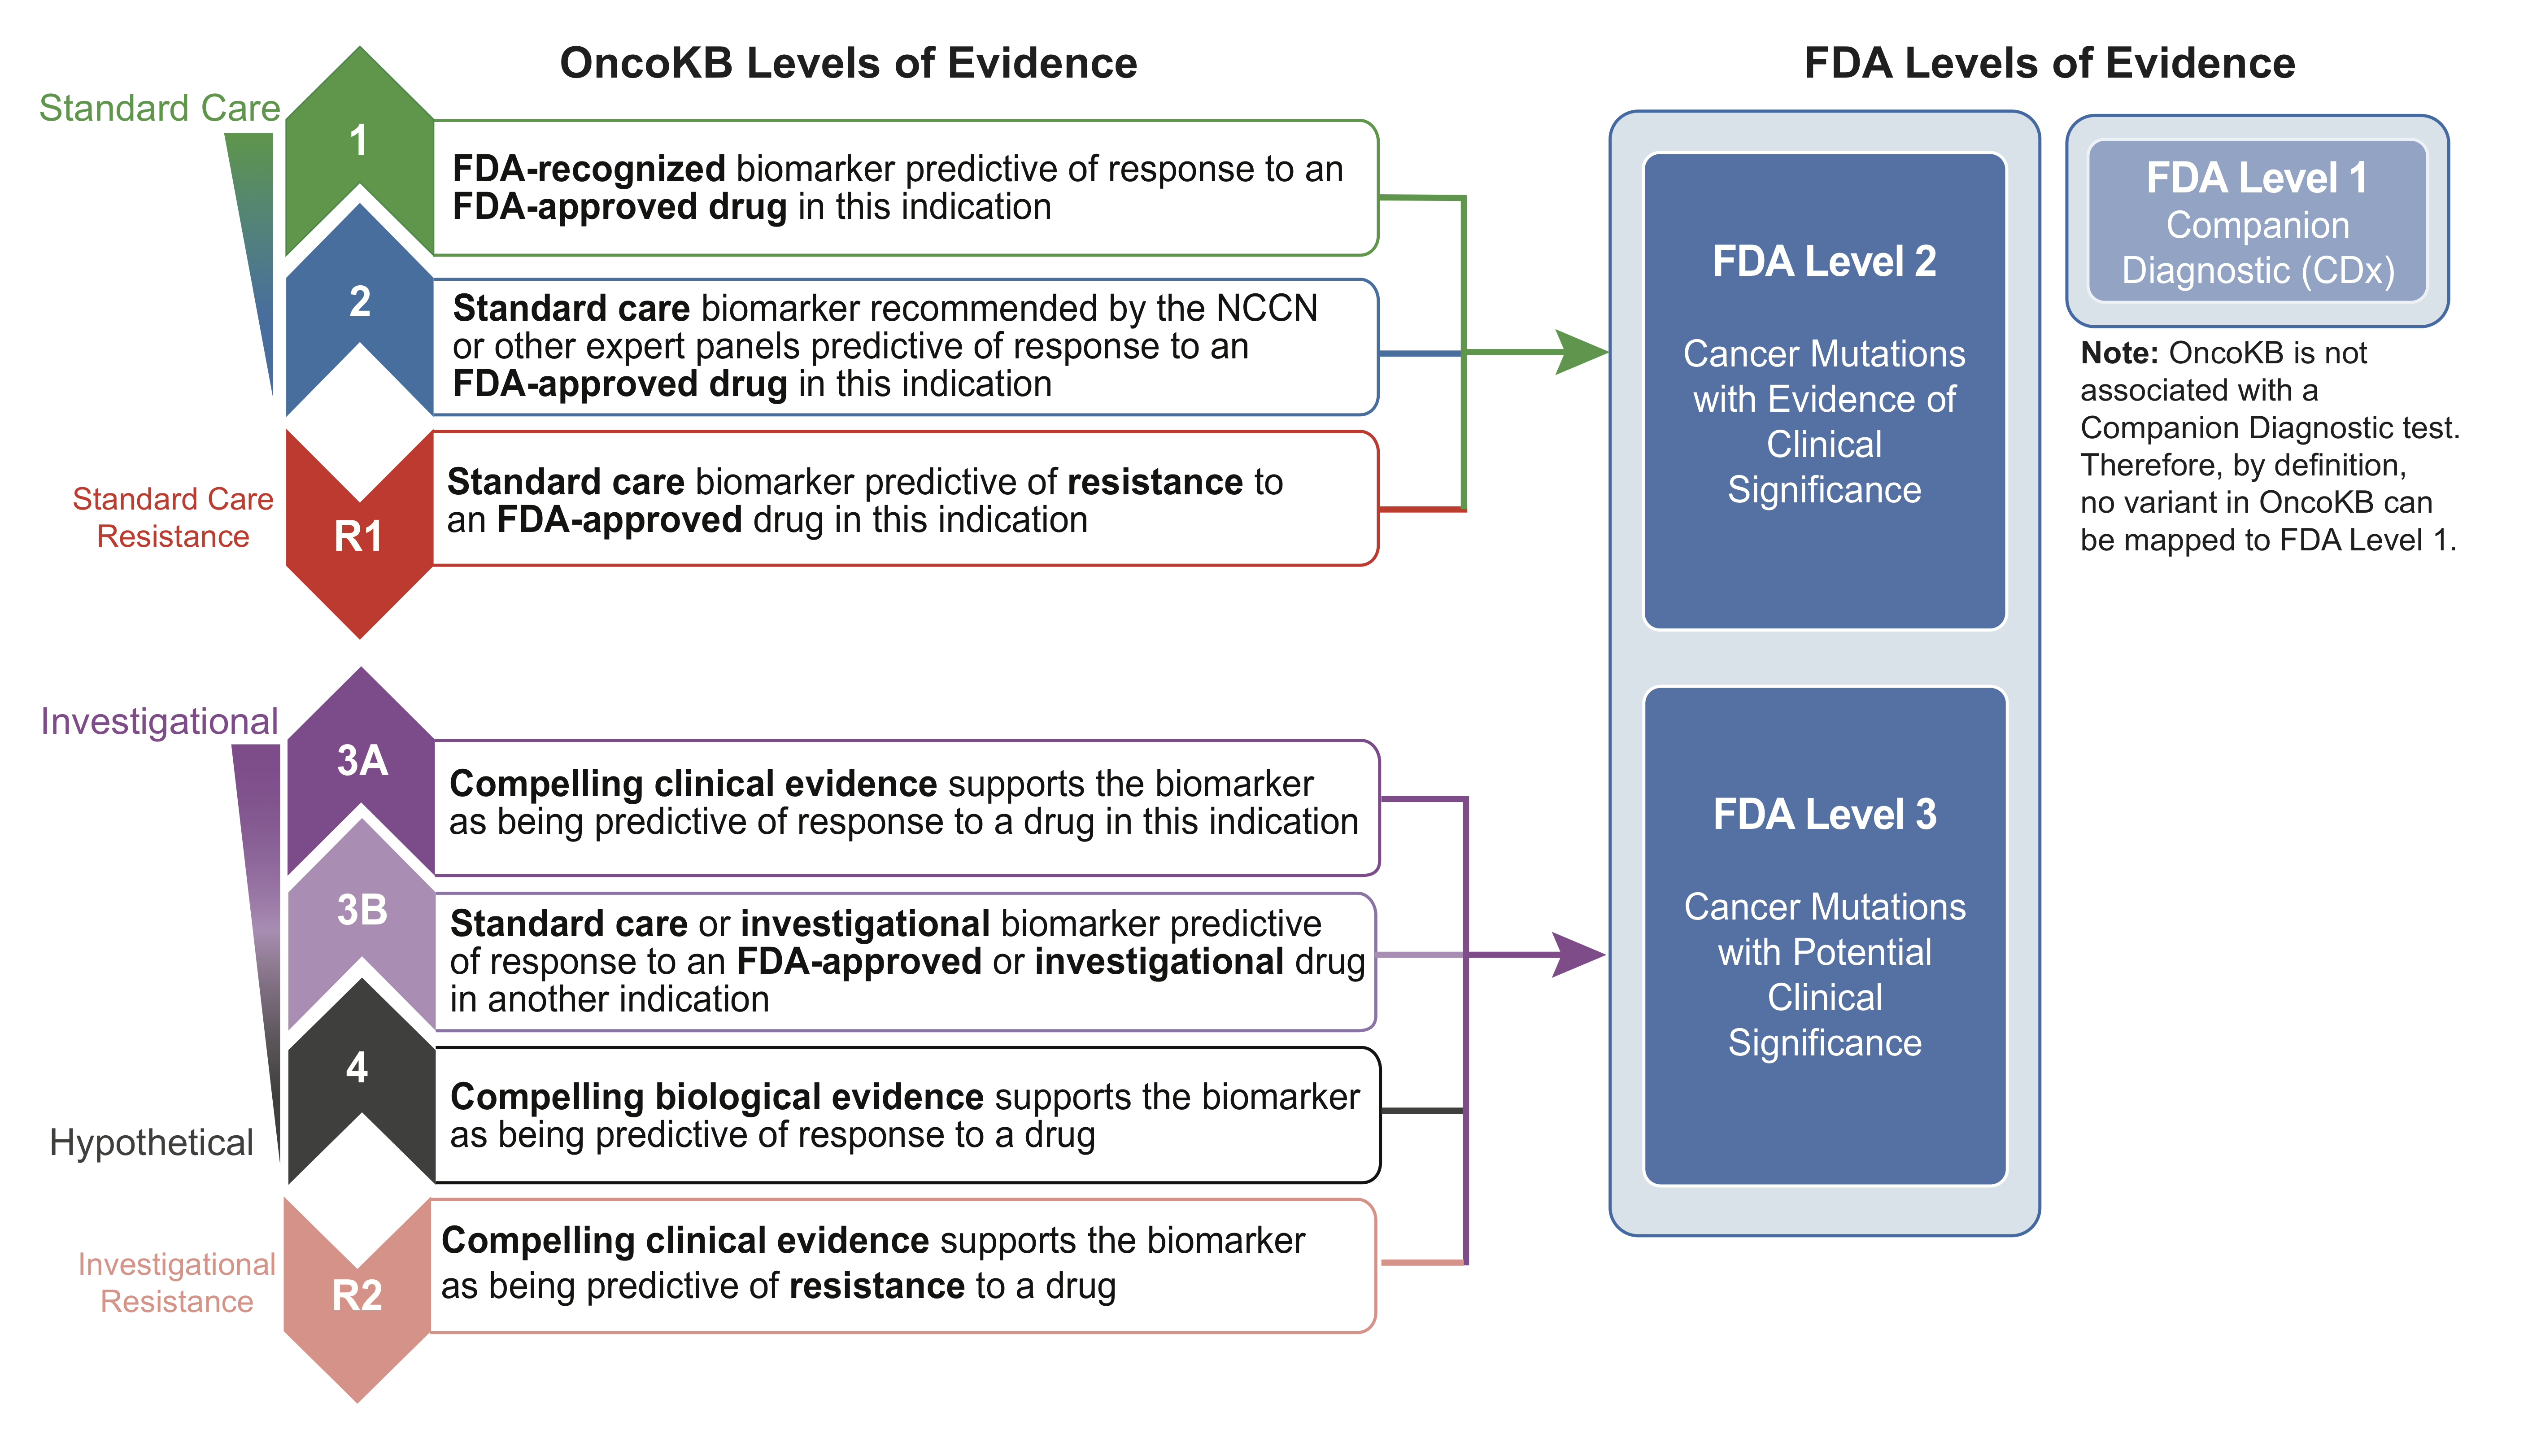 OncoKB Levels of Evidence
FDA Levels of Evidence
Standard Care
1
FDA-recognized biomarker predictive of response to an
FDA-approved drug in this indication
2
Standard care biomarker recommended by the NCCN
or other expert panels predictive of response to an
FDA-approved drug in this indication
Standard Care
Resistance
R1
Standard care biomarker predictive of resistance to
an FDA-approved drug in this indication
Investigational
3A
Compelling clinical evidence supports the biomarker
as being predictive of response to a drug in this indication
3B
Standard care or investigational biomarker predictive
of response to an FDA-approved or investigational drug
in another indication
4
Hypothetical
Compelling biological evidence supports the biomarker
as being predictive of response to a drug
Investigational
Resistance
R2
Compelling clinical evidence supports the biomarker
as being predictive of resistance to a drug
FDA Level 2
Cancer Mutations
with Evidence of
Clinical
Significance
FDA Level 3
Cancer Mutations
with Potential
Clinical
Significance
FDA Level 1
Companion
Diagnostic (CDx)
Note: OncoKB is not
associated with a
Companion Diagnostic test.
Therefore, by definition,
no variant in OncoKB can
be mapped to FDA Level 1.